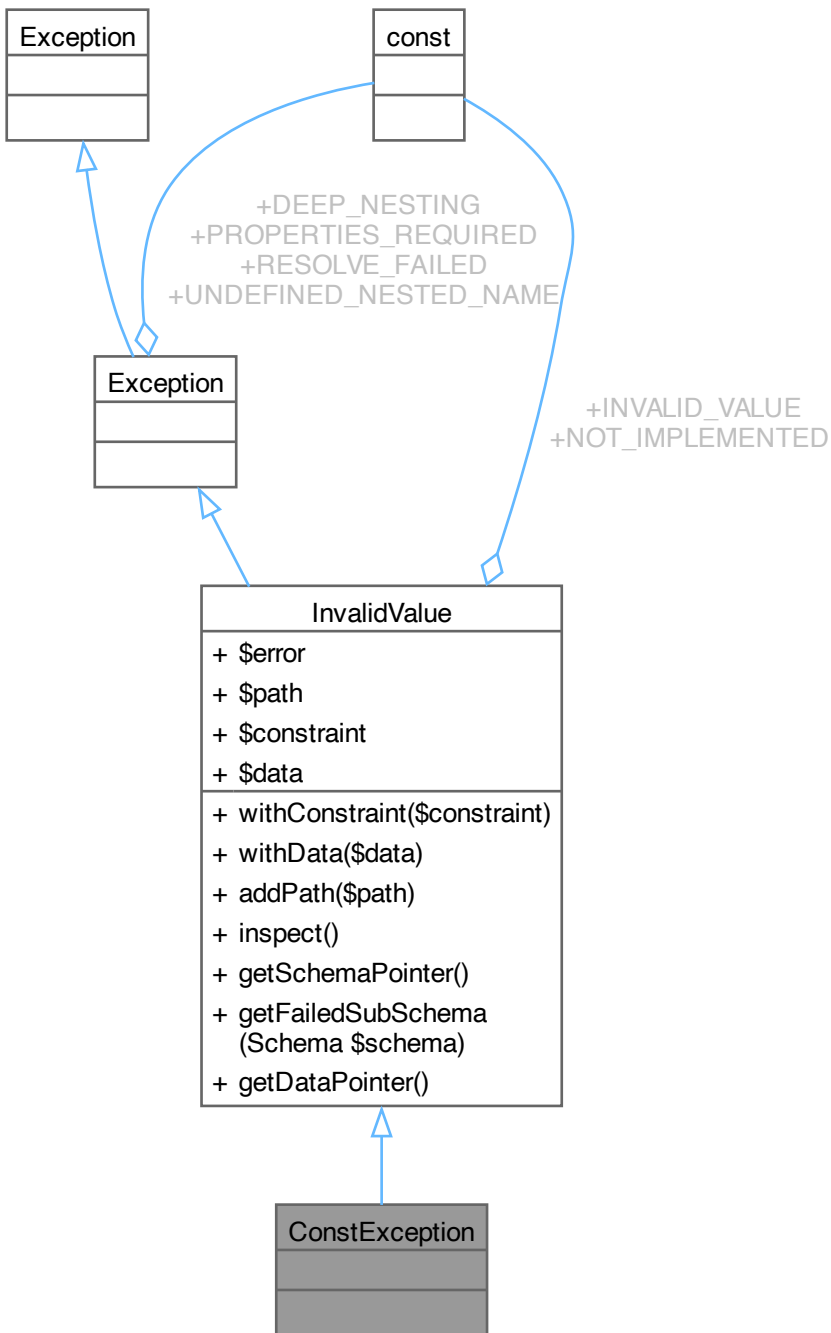 Exception
const
+DEEP_NESTING
+PROPERTIES_REQUIRED
+RESOLVE_FAILED
+UNDEFINED_NESTED_NAME
Exception
+INVALID_VALUE
+NOT_IMPLEMENTED
InvalidValue
+ $error
+ $path
+ $constraint
+ $data
+ withConstraint($constraint)
+ withData($data)
+ addPath($path)
+ inspect()
+ getSchemaPointer()
+ getFailedSubSchema
(Schema $schema)
+ getDataPointer()
ConstException